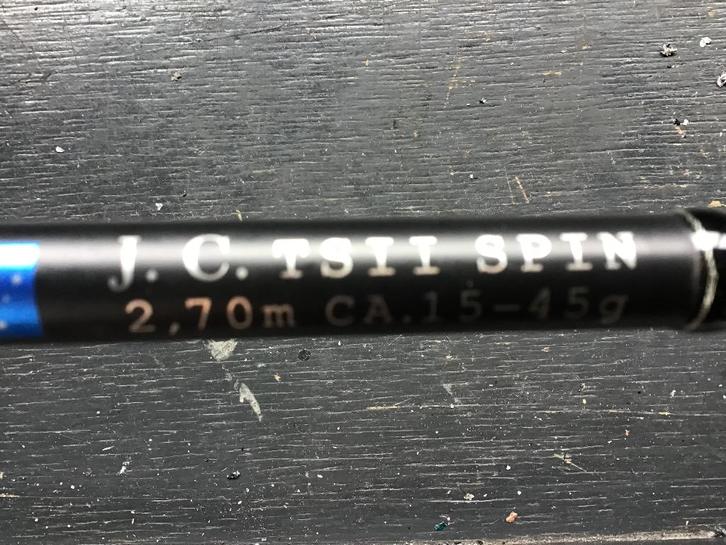 J.C. TSII SPIN
2,70m CA.15-45g